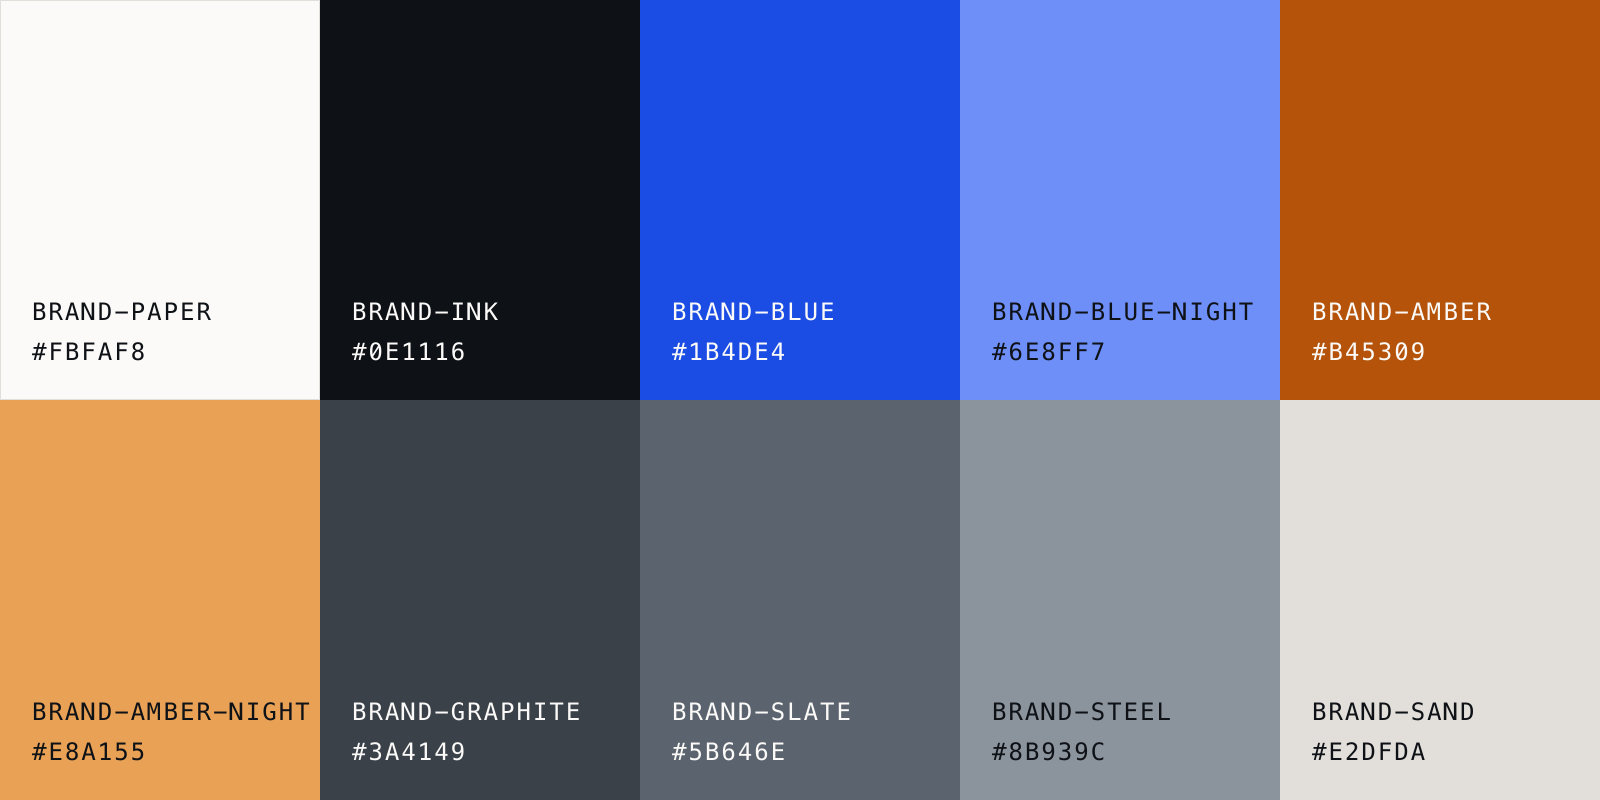 BRAND-PAPER
#FBFAF8
BRAND-INK
#0E1116
BRAND-BLUE
#1B4DE4
BRAND-BLUE-NIGHT
#6E8FF7
BRAND-AMBER
#B45309
BRAND-AMBER-NIGHT
#E8A155
BRAND-GRAPHITE
#3A4149
BRAND-SLATE
#5B646E
BRAND-STEEL
#8B939C
BRAND-SAND
#E2DFDA